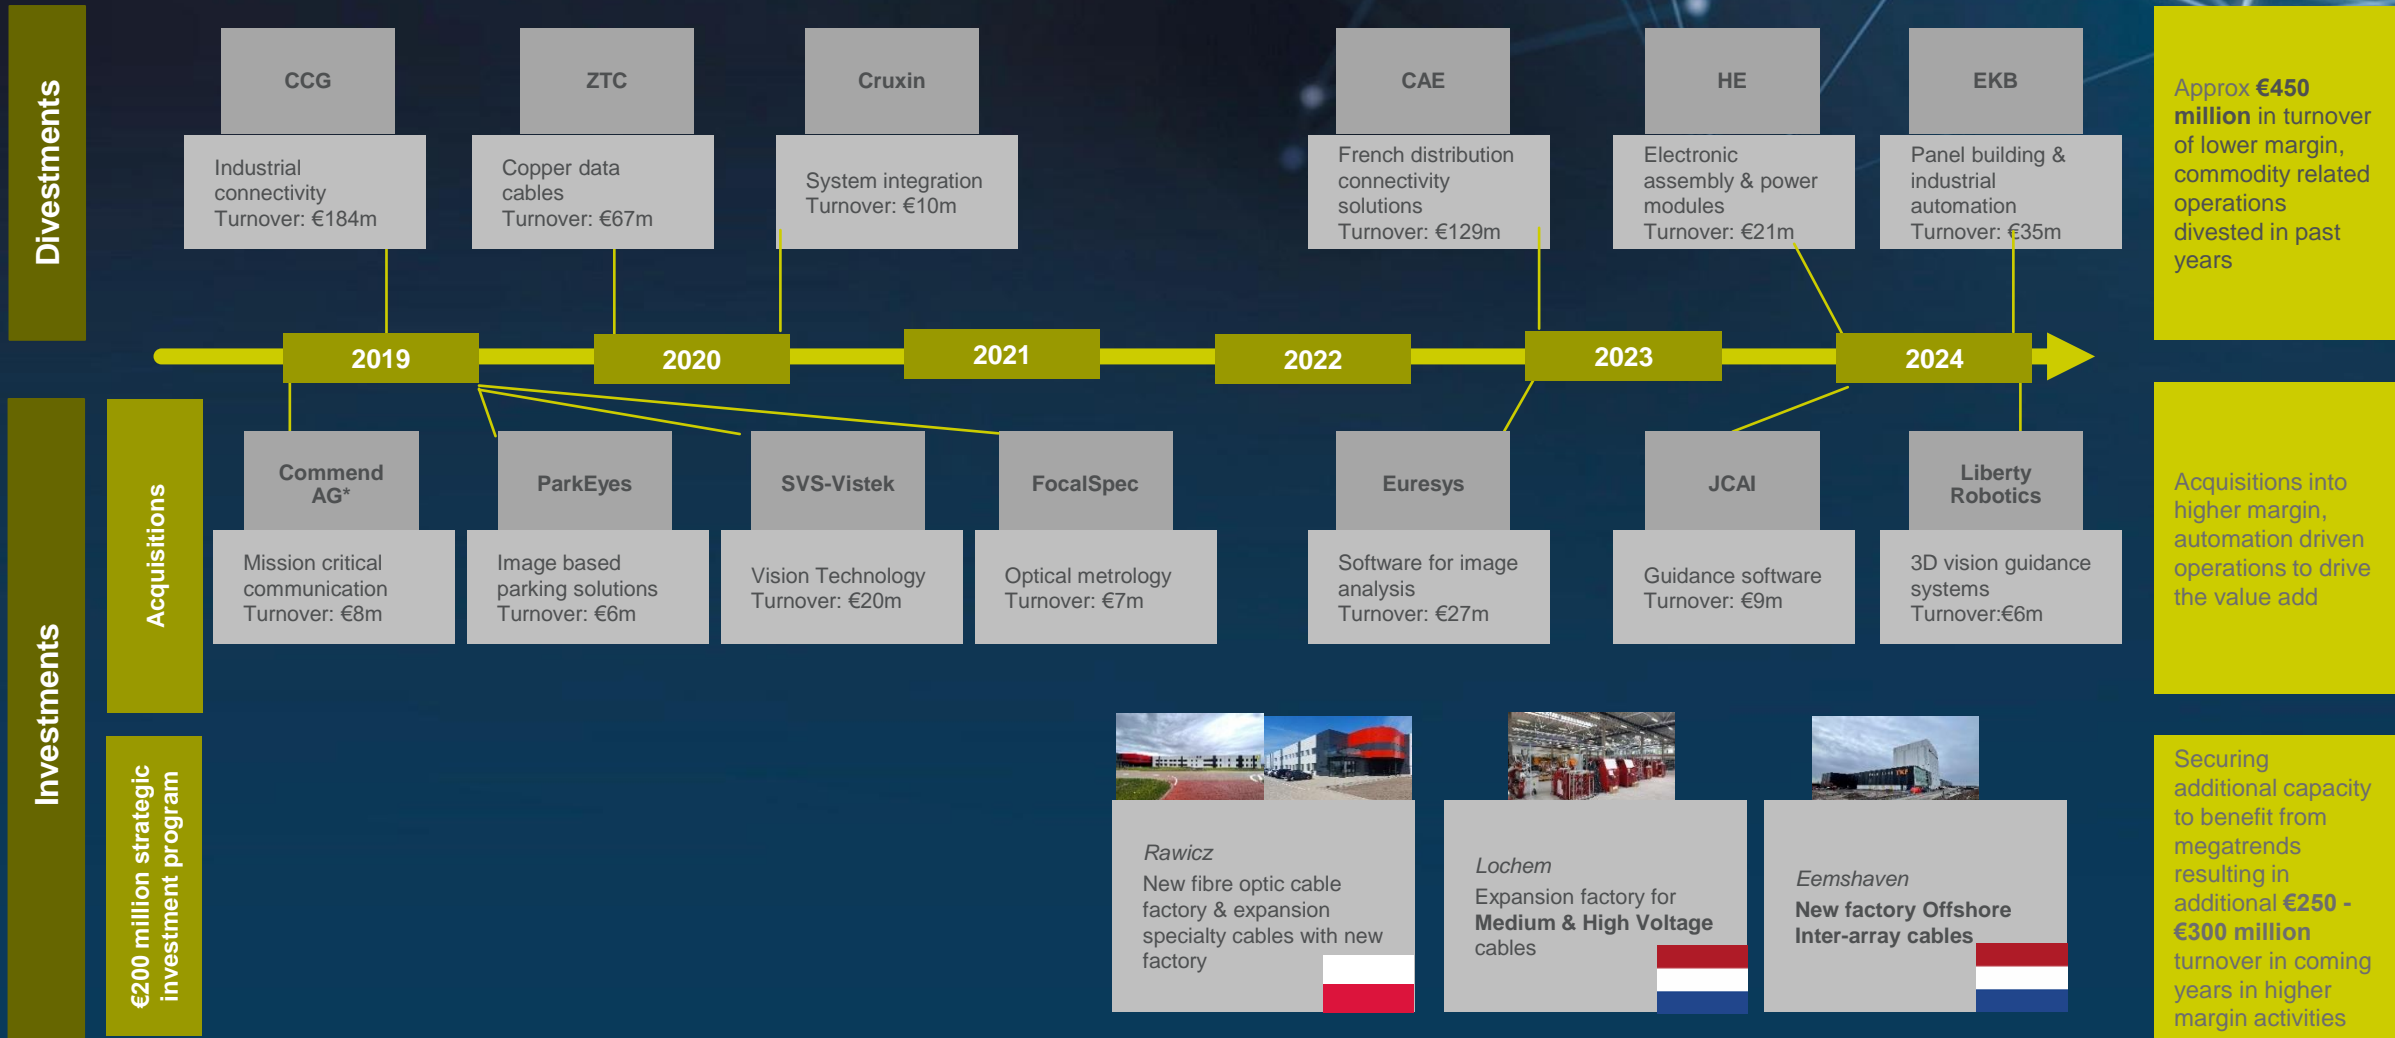 Divestments
CCG
Industrial
connectivity
Turnover: €184m
ZTC
Copper data
cables
Turnover: €67m
Cruxin
System integration
Turnover: €10m
CAE
French distribution
connectivity
solutions
Turnover: €129m
HE
Electronic
assembly & power
modules
Turnover: €21m
EKB
Panel building &
industrial
automation
Turnover: €35m
Approx €450
million in turnover
of lower margin,
commodity related
operations
divested in past
years
2019
2020
2021
2022
2023
2024
Investments
Acquisitions
Commend
AG*
Mission critical
communication
Turnover: €8m
ParkEyes
Image based
parking solutions
Turnover: €6m
SVS-Vistek
Vision Technology
Turnover: €20m
FocalSpec
Optical metrology
Turnover: €7m
Euresys
Software for image
analysis
Turnover: €27m
JCAI
Guidance software
Turnover: €9m
Liberty
Robotics
3D vision guidance
systems
Turnover:€6m
Acquisitions into
higher margin,
automation driven
operations to drive
the value add
€200 million strategic
investment program
Rawicz
New fibre optic cable
factory & expansion
specialty cables with new
factory
Lochem
Expansion factory for
Medium & High Voltage
cables
TKF
Eemshaven
New factory Offshore
Inter-array cables
Securing
additional capacity
to benefit from
megatrends
resulting in
additional €250 -
€300 million
turnover in coming
years in higher
margin activities